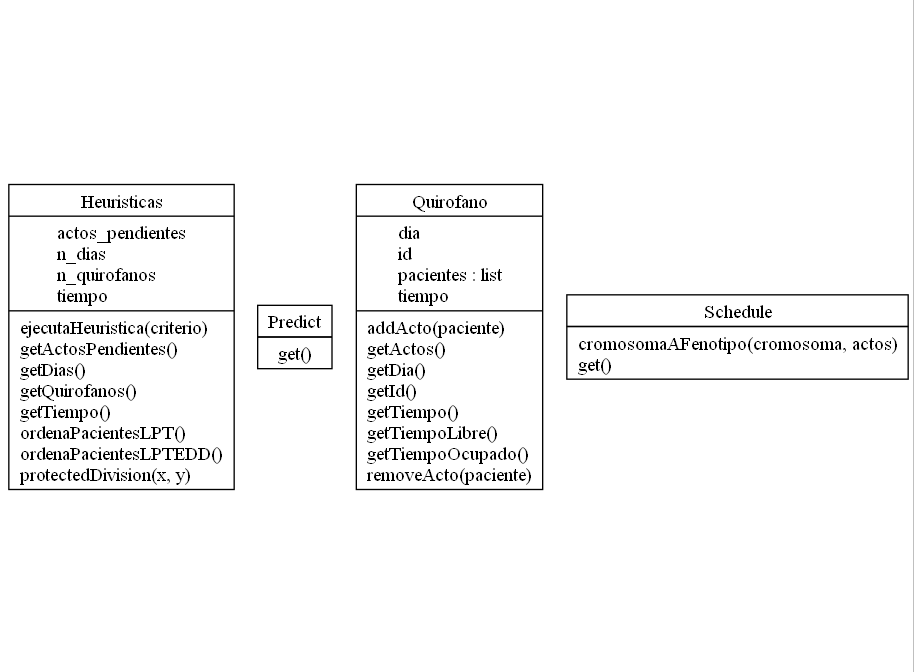 Heuristicas
actos_pendientes
n_dias
n_quirofanos
tiempo
ejecutaHeuristica(criterio)
getActosPendientes()
getDias()
getQuirofanos()
getTiempo()
ordenaPacientesLPT()
ordenaPacientesLPTEDD()
protectedDivision(x, y)
Predict
get()
Quirofano
dia
id
pacientes : list
tiempo
addActo(paciente)
getActos()
getDia()
getId()
getTiempo()
getTiempoLibre()
getTiempoOcupado()
removeActo(paciente)
Schedule
cromosomaAFenotipo(cromosoma, actos)
get()